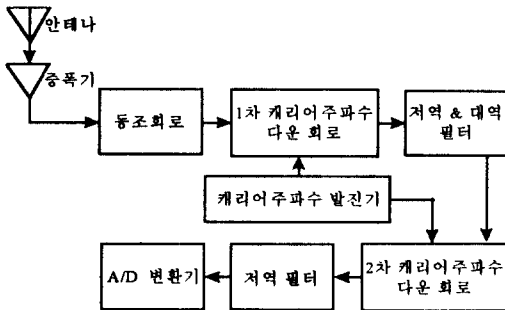 안테나
증폭기
동조회로
1차 캐리어주파수
다운 회로
저역 & 대역
필터
캐리어주파수 발진기
A/D 변환기
저역 필터
2차 캐리어주파수
다운 회로